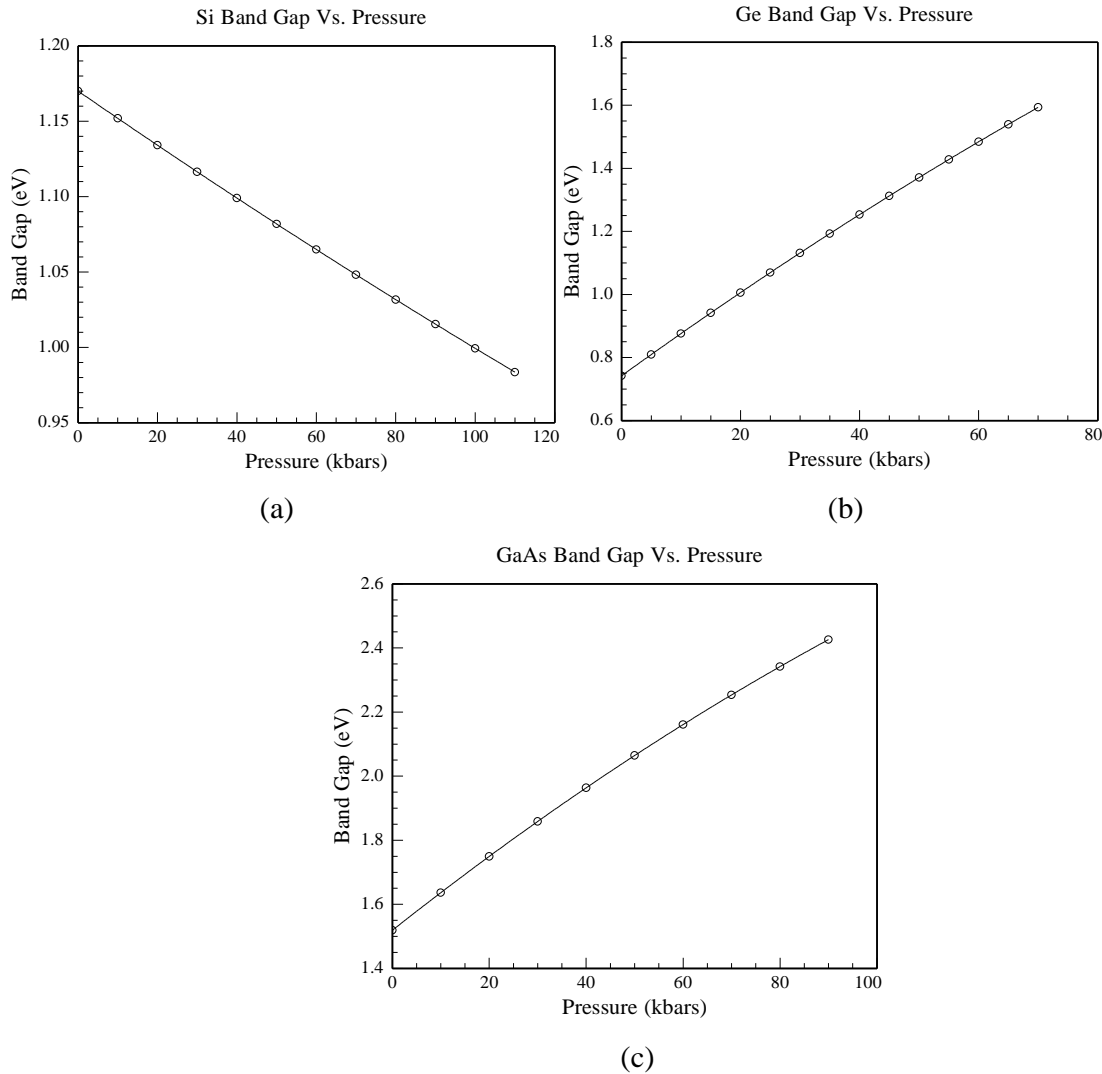 Si Band Gap Vs. Pressure
1.20
1.15
1.10
1.05
1.00
0.95
Band Gap (eV)
0 20 40 60 80 100 120
Pressure (kbars)
(a)
Ge Band Gap Vs. Pressure
1.8
1.6
1.4
1.2
1.0
0.8
0.6
Band Gap (eV)
0 20 40 60 80
Pressure (kbars)
(b)
GaAs Band Gap Vs. Pressure
2.6
2.4
2.2
2.0
1.8
1.6
1.4
Band Gap (eV)
0 20 40 60 80 100
Pressure (kbars)
(c)